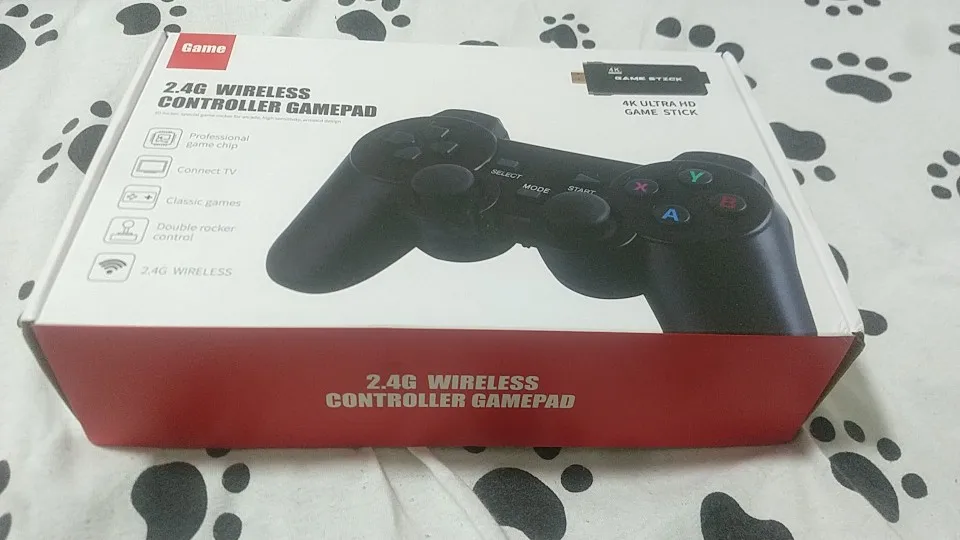 Game
2.4G WIRELESS
CONTROLLER GAMEPAD
Professional
game chip
Connect TV
Classic games
Double rocker
control
2.4G WIRELESS
4K
GAME STICK
4K ULTRA HD
GAME STICK
SELECT
MODE
START
X
Y
A
B
2.4G WIRELESS
CONTROLLER GAMEPAD